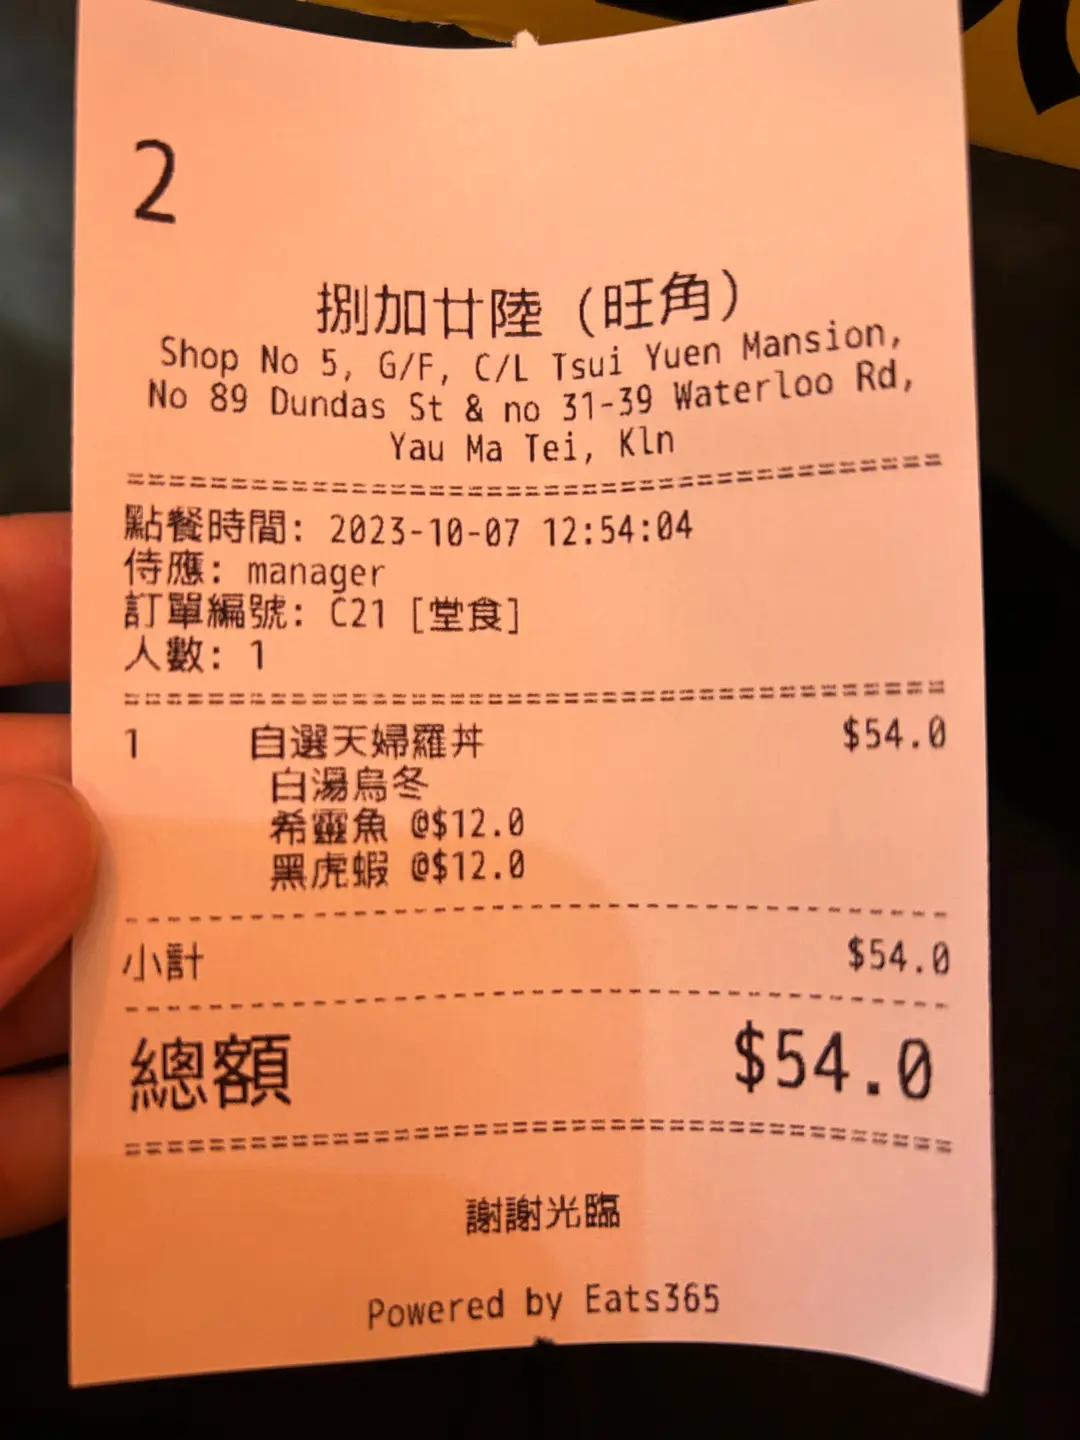 2
捌加廿陸 (旺角)
Shop No 5, G/F, C/L Tsui Yuen Mansion,
No 89 Dundas St & no 31-39 Waterloo Rd,
Yau Ma Tei, Kln
點餐時間: 2023-10-07 12:54:04
侍應: manager
訂單編號: C21 [堂食]
人數: 1
1 自選天婦羅丼 $54.0
白湯烏冬
希靈魚 @$12.0
黑虎蝦 @$12.0
小計 $54.0
總額 $54.0
謝謝光臨
Powered by Eats365